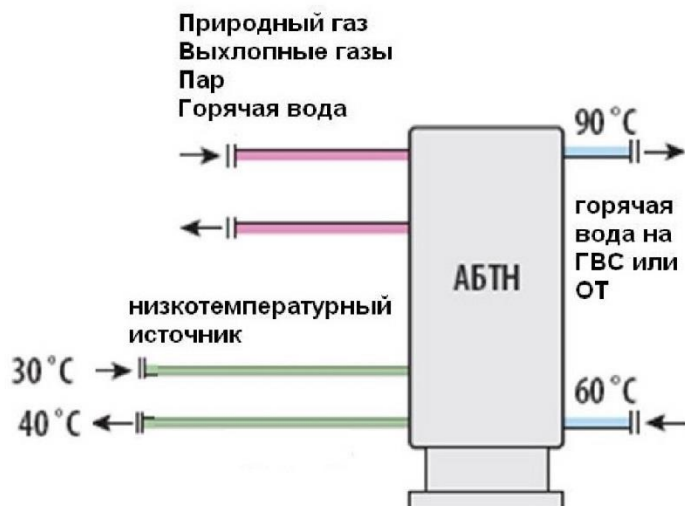 Природный газ
Выхлопные газы
Пар
Горячая вода
90°C
горячая
вода на
ГВС или
ОТ
АБТН
низкотемпературный
источник
30°C
40°C
60°C